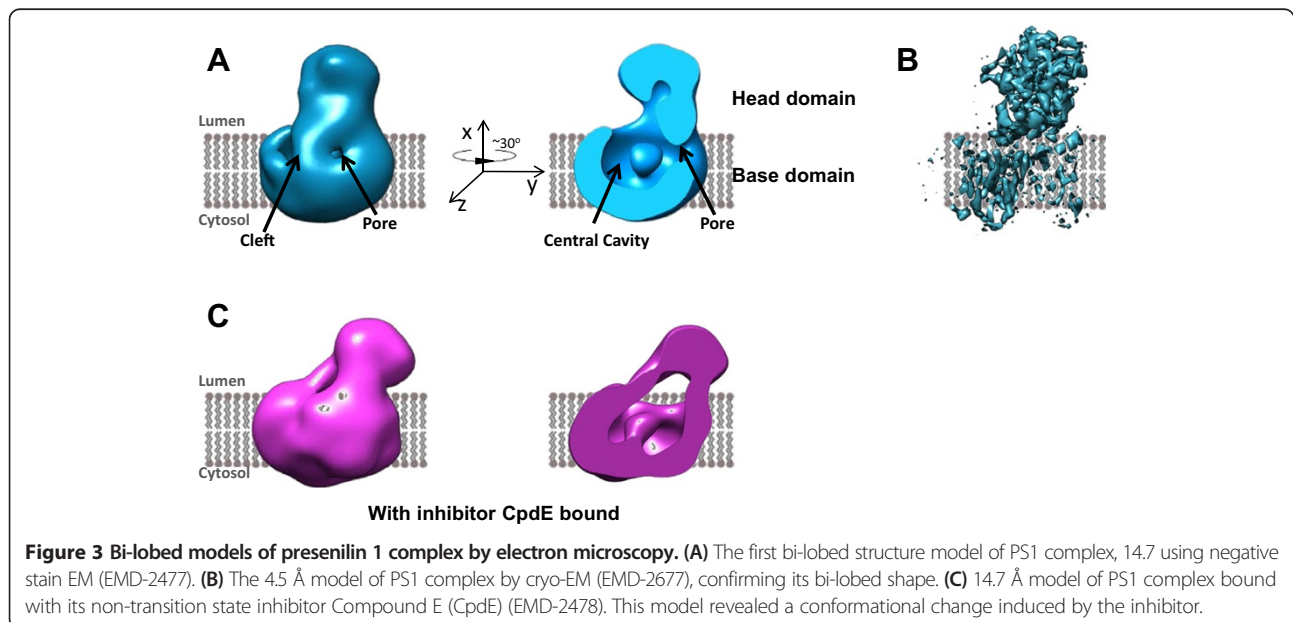 A
B
Lumen
Head domain
X
~30°
y
z
Base domain
Cytosol
Cleft
Pore
Central Cavity
Pore
C
Lumen
Cytosol
With inhibitor CpdE bound
Figure 3 Bi-lobed models of presenilin 1 complex by electron microscopy. (A) The first bi-lobed structure model of PS1 complex, 14.7 using negative
stain EM (EMD-2477). (B) The 4.5 Å model of PS1 complex by cryo-EM (EMD-2677), confirming its bi-lobed shape. (C) 14.7 Å model of PS1 complex bound
with its non-transition state inhibitor Compound E (CpdE) (EMD-2478). This model revealed a conformational change induced by the inhibitor.